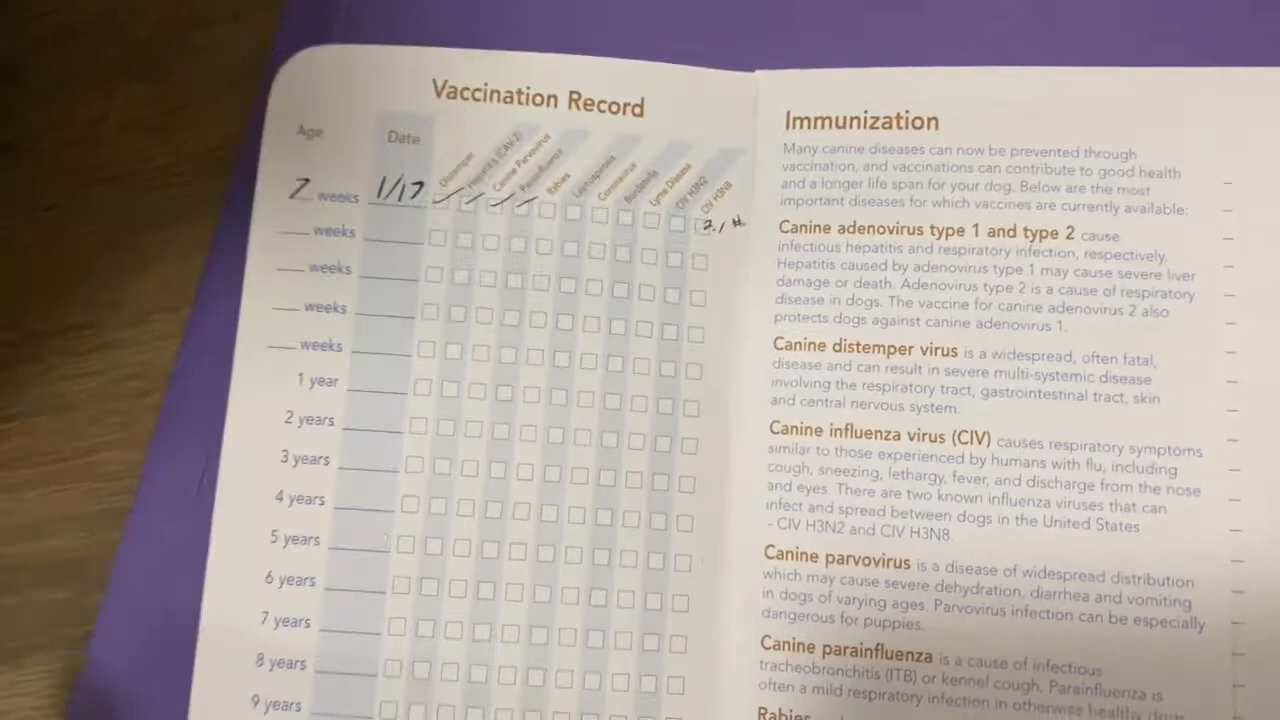 Vaccination Record
Age
Date
Distemper
Hepatitis (CAV-2)
Canine Parvovirus
Parainfluenza
Rabies
Leptospirosis
Coronavirus
Bordetella
Lyme Disease
CIV H3N2
CIV H3N8
7 weeks 1/17
2.1 #
weeks
weeks
weeks
weeks
1 year
2 years
3 years
4 years
5 years
6 years
7 years
8 years
9 years
Immunization
Many canine diseases can now be prevented through
vaccination, and vaccinations can contribute to good health
and a longer life span for your dog. Below are the most
important diseases for which vaccines are currently available:
Canine adenovirus type 1 and type 2 cause
infectious hepatitis and respiratory infection, respectively.
Hepatitis caused by adenovirus type 1 may cause severe liver
damage or death. Adenovirus type 2 is a cause of respiratory
disease in dogs. The vaccine for canine adenovirus 2 also
protects dogs against canine adenovirus 1.
Canine distemper virus is a widespread, often fatal,
disease and can result in severe multi-systemic disease
involving the respiratory tract, gastrointestinal tract, skin
and central nervous system.
Canine influenza virus (CIV) causes respiratory symptoms
similar to those experienced by humans with flu, including
cough, sneezing, lethargy, fever, and discharge from the nose
and eyes. There are two known influenza viruses that can
infect and spread between dogs in the United States
- CIV H3N2 and CIV H3N8.
Canine parvovirus is a disease of widespread distribution
which may cause severe dehydration, diarrhea and vomiting
in dogs of varying ages. Parvovirus infection can be especially
dangerous for puppies.
Canine parainfluenza is a cause of infectious
tracheobronchitis (ITB) or kennel cough. Parainfluenza is
often a mild respiratory infection in otherwise healthy dogs
Rabies